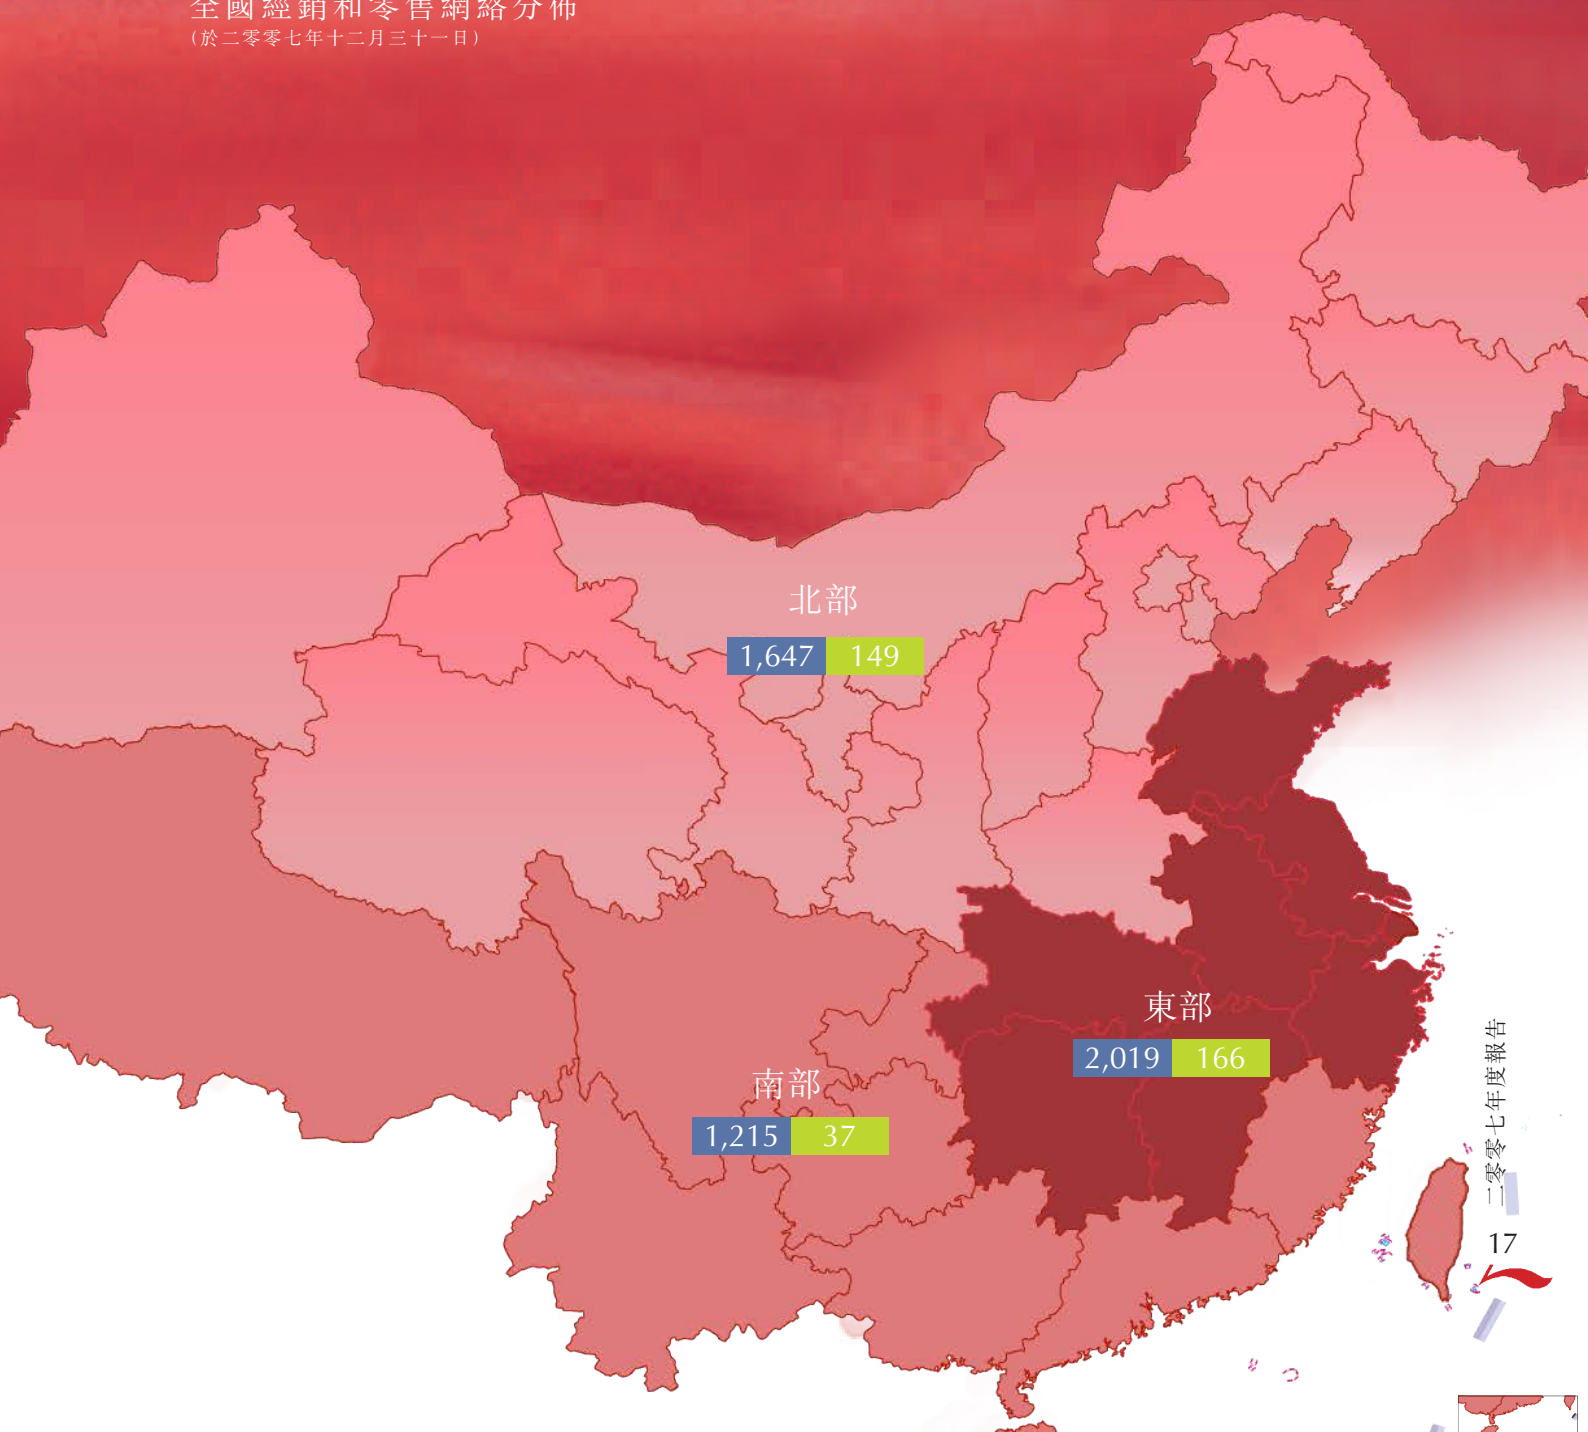 全國經銷和零售網絡分佈
(於二零零七年十二月三十一日)
北部
1,647 149
東部
2,019 166
南部
1,215 37
二零零七年度報告
17